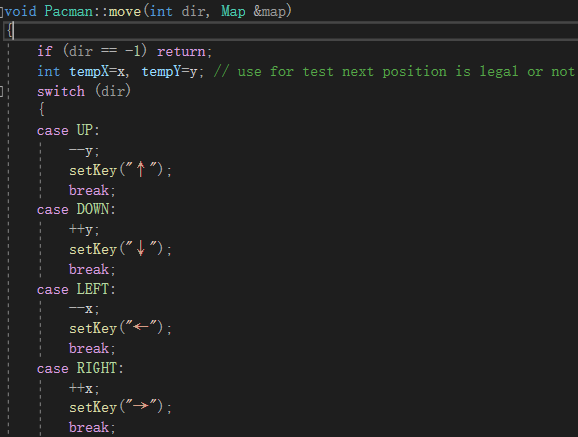 void Pacman::move(int dir, Map &map)
{
    if (dir == -1) return;
    int tempX=x, tempY=y; // use for test next position is legal or not
    switch (dir)
    {
    case UP:
        --y;
        setKey("↑");
        break;
    case DOWN:
        ++y;
        setKey("↓");
        break;
    case LEFT:
        --x;
        setKey("←");
        break;
    case RIGHT:
        ++x;
        setKey("→");
        break;